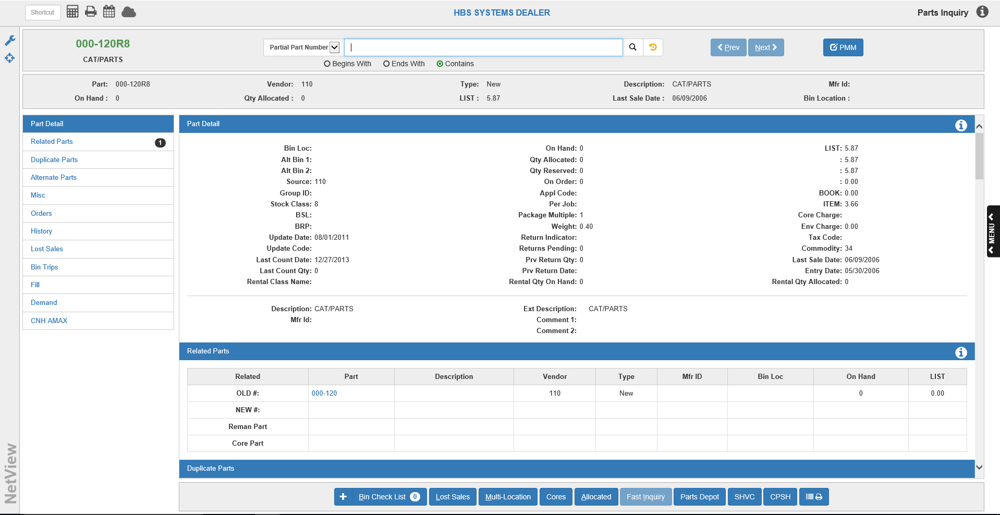 Shortcut
HBS SYSTEMS DEALER
Parts Inquiry
000-120R8
CAT/PARTS
Partial Part Number
Begins With Ends With Contains
Prev Next PMM
Part: 000-120R8 Vendor: 110 Type: New Description: CAT/PARTS Mfr Id:
On Hand : 0 Qty Allocated : 0 LIST : 5.87 Last Sale Date : 06/09/2006 Bin Location :
Part Detail
Related Parts 1
Duplicate Parts
Alternate Parts
Misc
Orders
History
Lost Sales
Bin Trips
Fill
Demand
CNH AMAX
Part Detail
Bin Loc: On Hand: 0 LIST: 5.87
Alt Bin 1: Qty Allocated: 0 : 5.87
Alt Bin 2: Qty Reserved: 0 : 5.87
Source: 110 On Order: 0 : 0.00
Group ID: Appl Code: BOOK: 0.00
Stock Class: 8 Per Job: ITEM: 3.66
BSL: Package Multiple: 1 Core Charge:
BRP: Weight: 0.40 Env Charge: 0.00
Update Date: 08/01/2011 Return Indicator: Tax Code:
Update Code: Returns Pending: 0 Commodity: 34
Last Count Date: 12/27/2013 Prv Return Qty: 0 Last Sale Date: 06/09/2006
Last Count Qty: 0 Prv Return Date: Entry Date: 05/30/2006
Rental Class Name: Rental Qty On Hand: 0 Rental Qty Allocated: 0
Description: CAT/PARTS Ext Description: CAT/PARTS
Mfr Id: Comment 1:
Comment 2:
Related Parts
Related Part Description Vendor Type Mfr ID Bin Loc On Hand LIST
OLD #: 000-120 110 New 0 0.00
NEW #:
Reman Part
Core Part
Duplicate Parts
Bin Check List 0 Lost Sales Multi-Location Cores Allocated Fast Inquiry Parts Depot SHVC CPSH
MENU
NetView